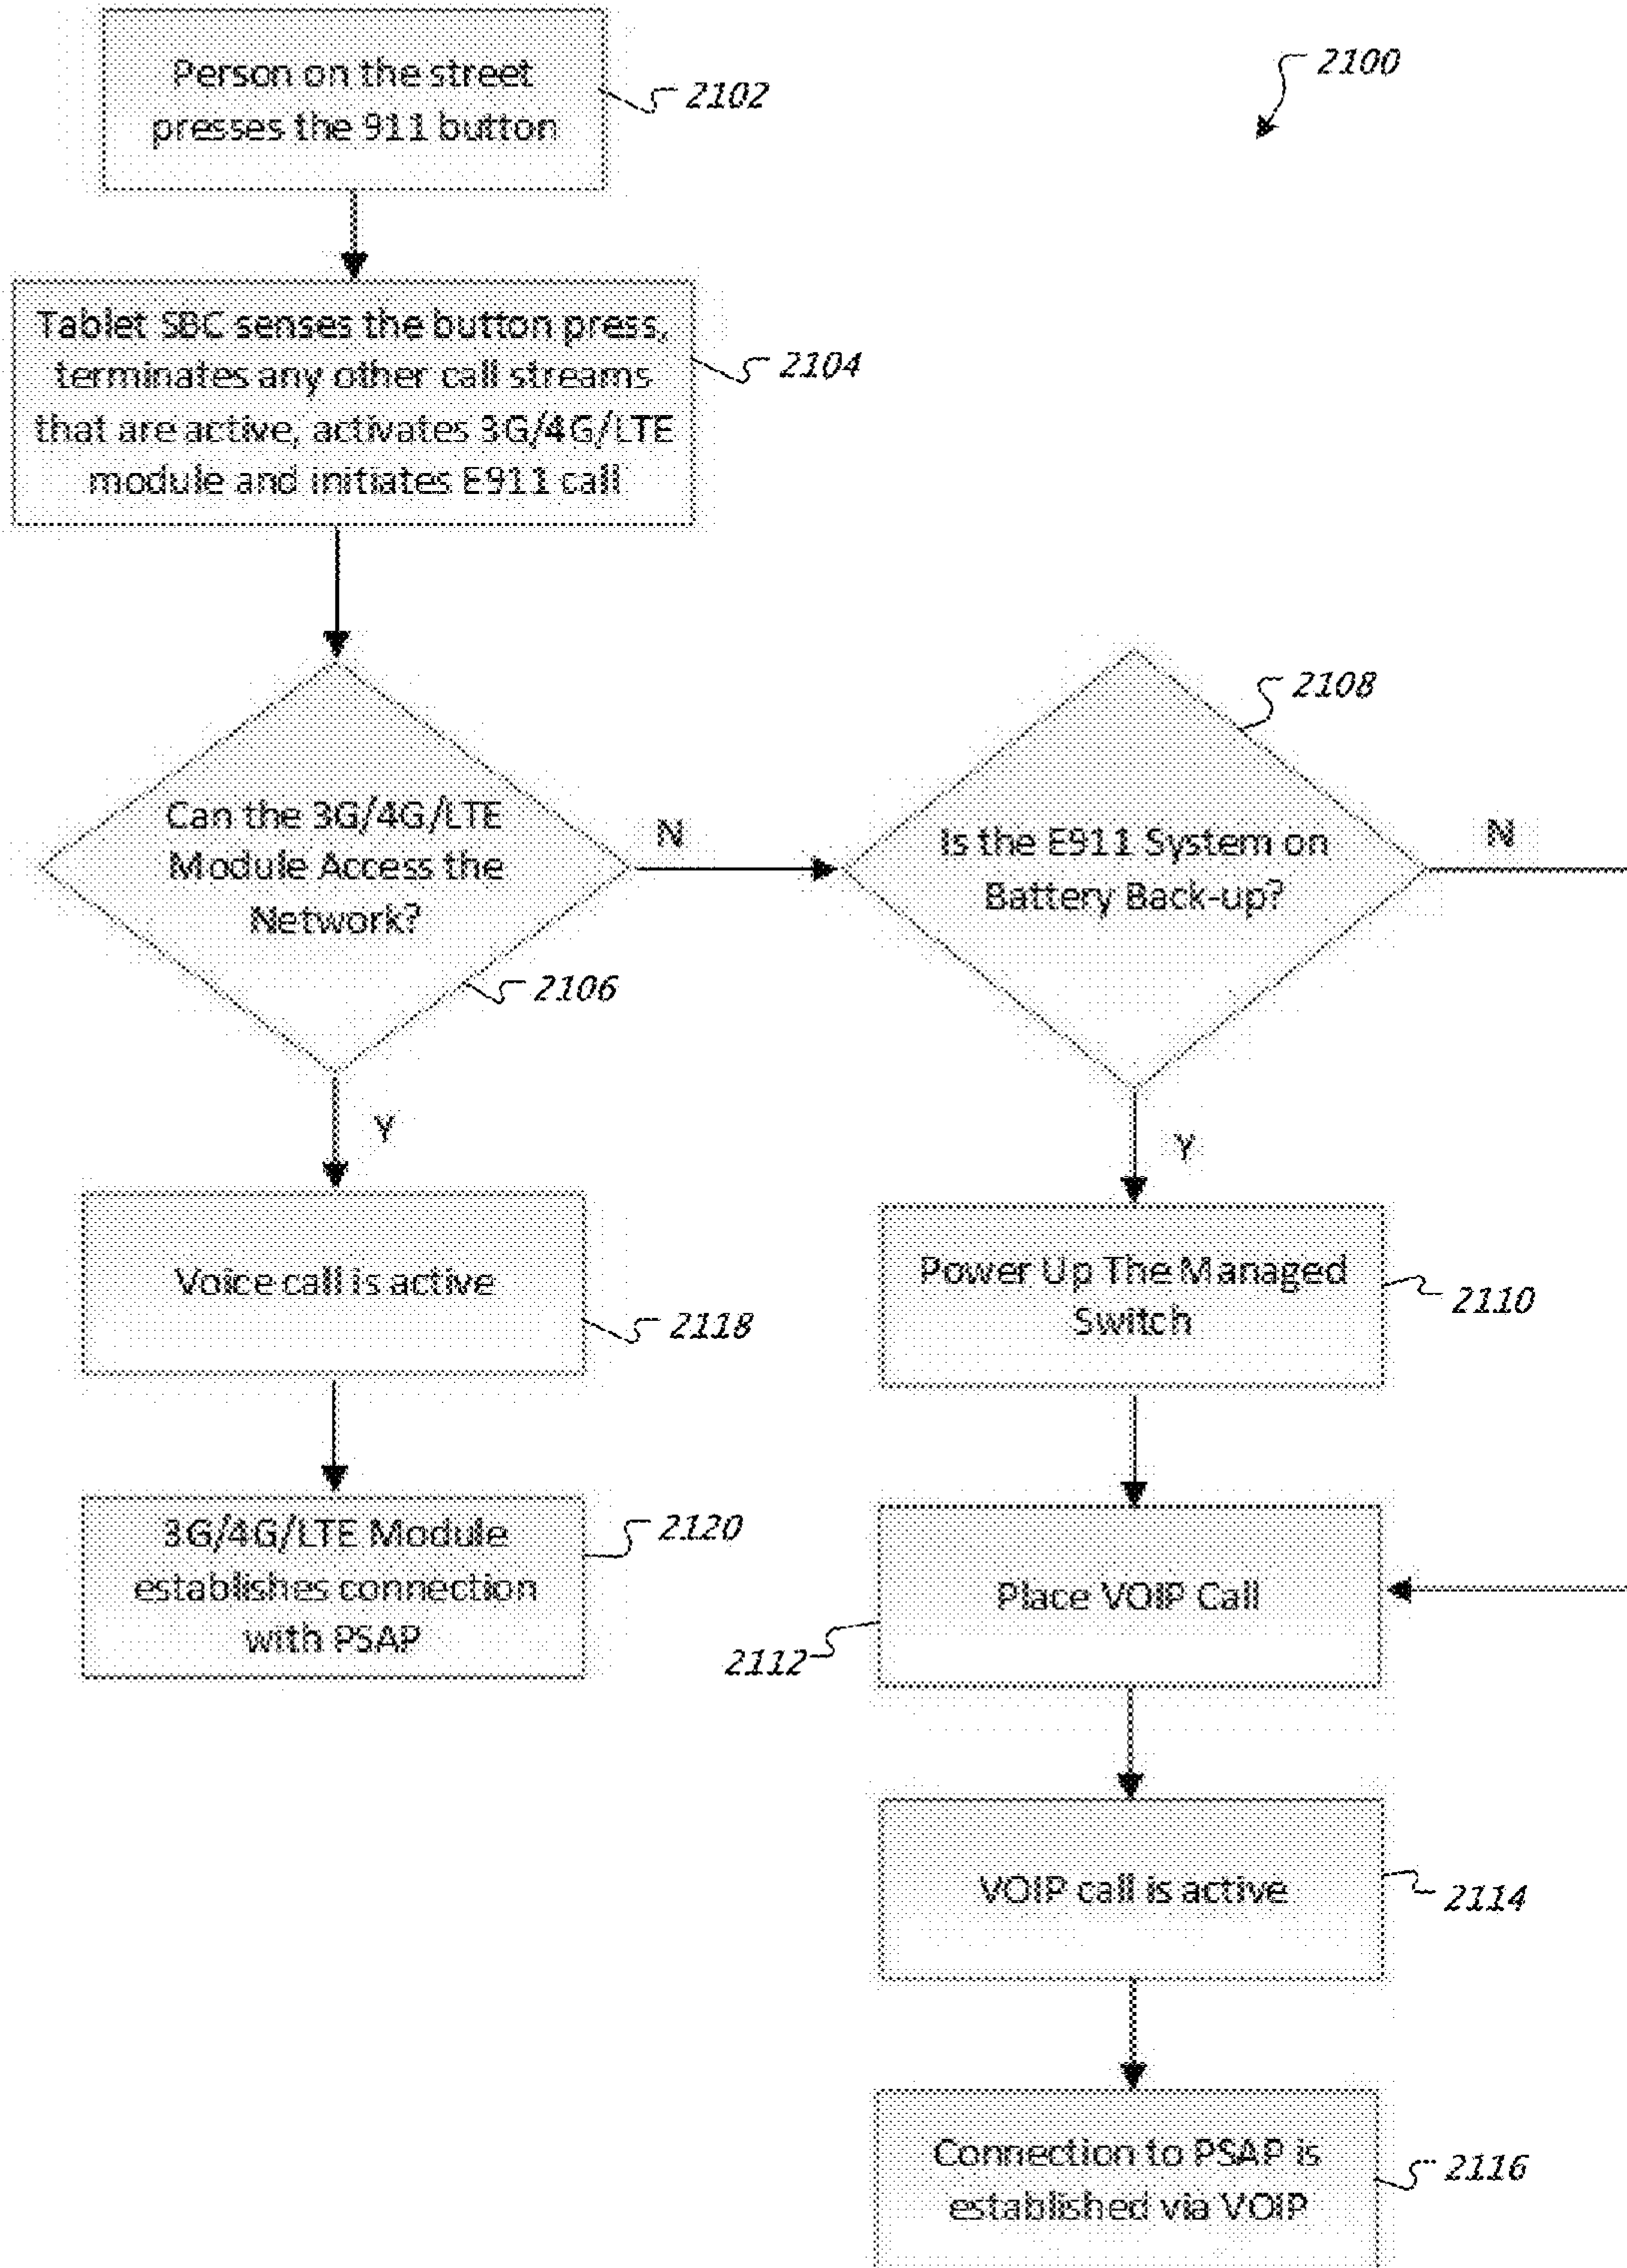 Person on the street
presses the 911 button
2102
2100
Tablet SBC senses the button press,
terminates any other call streams
that are active, activates 3G/4G/LTE
module and initiates E911 call
2104
Can the 3G/4G/LTE
Module Access the
Network?
2106
N
Is the E911 System on
Battery Back-up?
2108
N
Y
Y
Voice call is active
2118
Power Up The Managed
Switch
2110
3G/4G/LTE Module
establishes connection
with PSAP
2120
Place VOIP Call
2112
VOIP call is active
2114
Connection to PSAP is
established via VOIP
2116